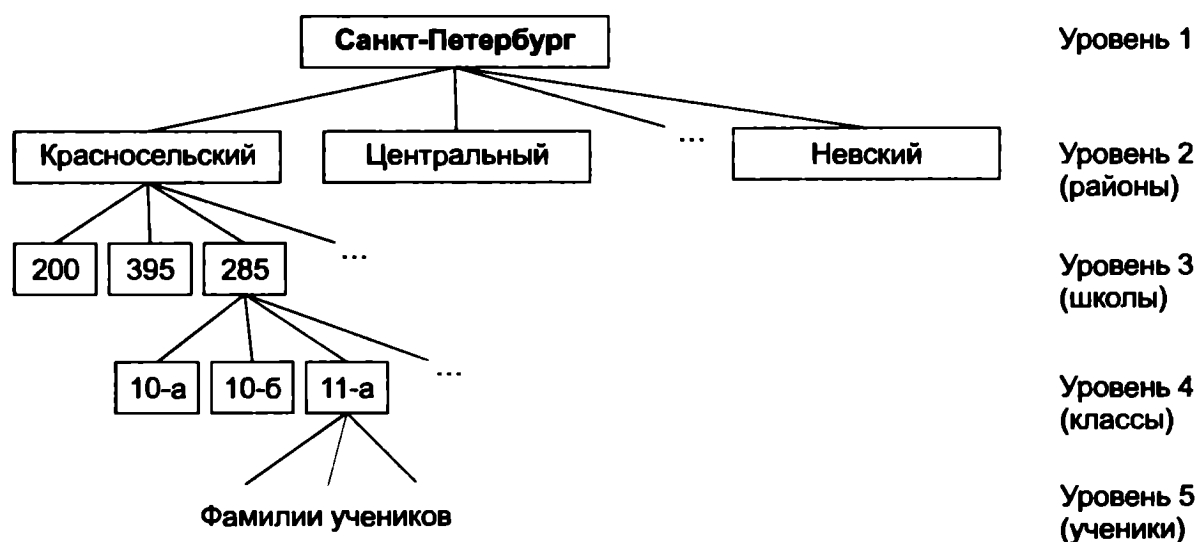 Санкт-Петербург
Уровень 1
Красносельский
Центральный
...
Невский
Уровень 2
(районы)
200
395
285
...
Уровень 3
(школы)
10-а
10-б
11-а
...
Уровень 4
(классы)
Фамилии учеников
Уровень 5
(ученики)